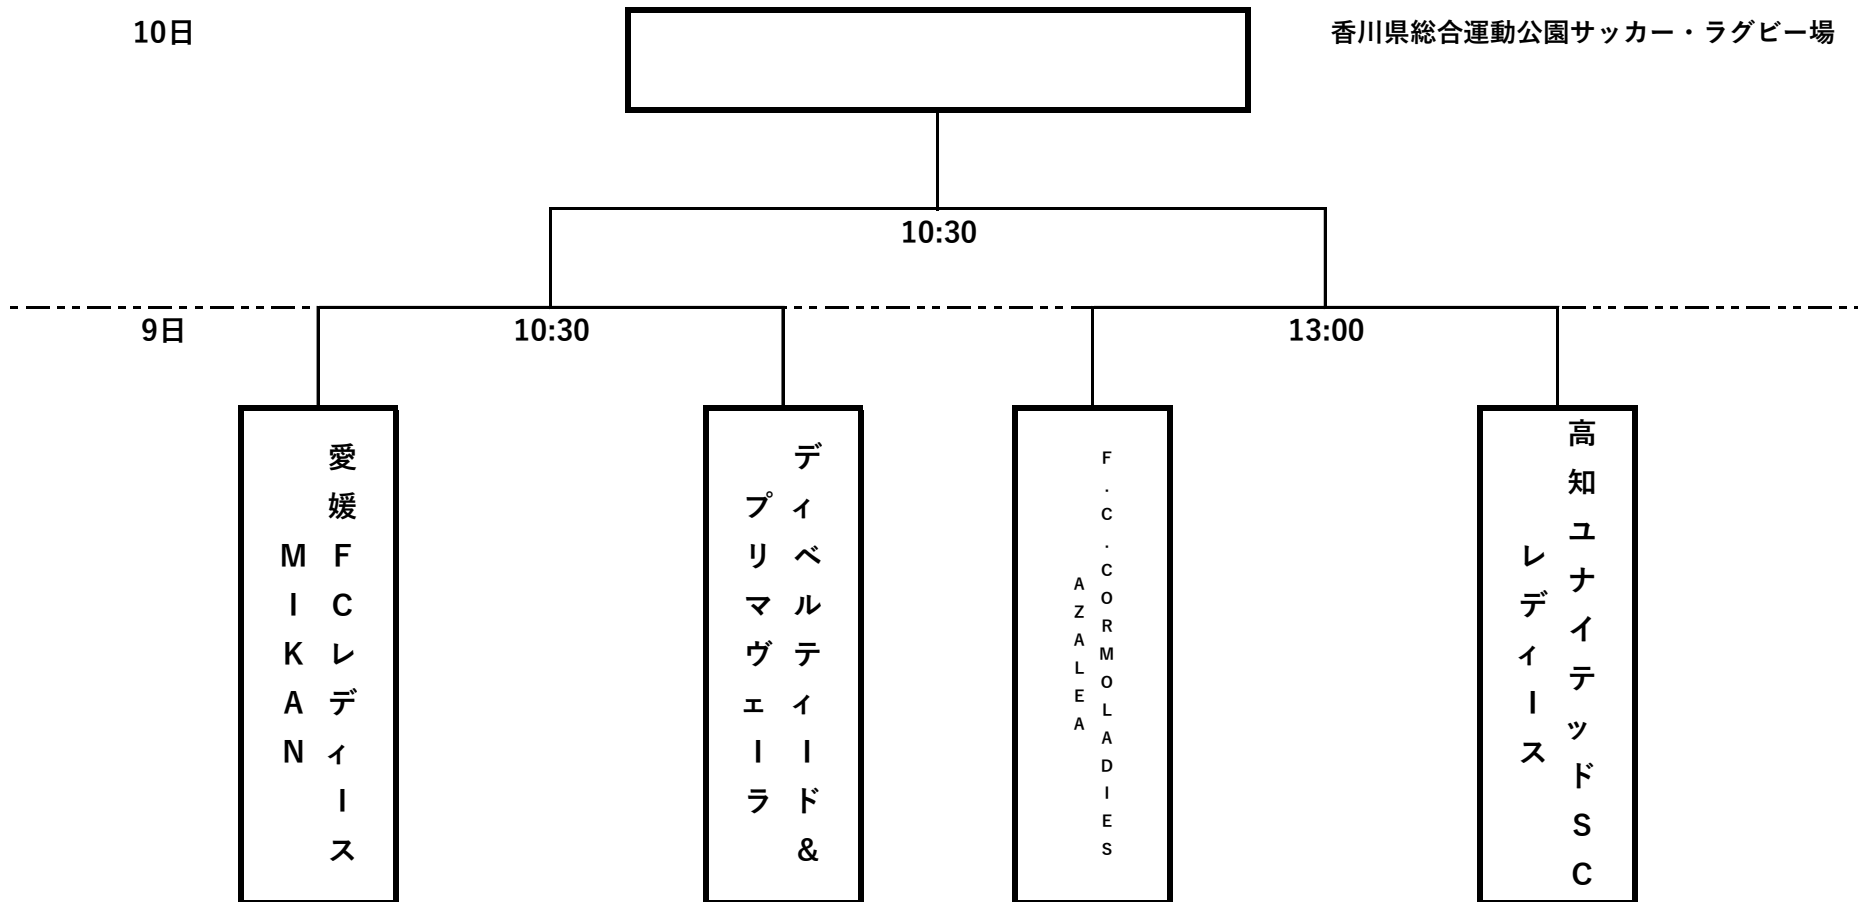 10日
香川県総合運動公園サッカー・ラグビー場
10:30
9日
10:30
13:00
愛媛FCレディース
MIKAN
ディベルティード&
プリマヴェーラ
F.C.CORMOLADIES
AZALEA
高知ユナイテッドSC
レディース